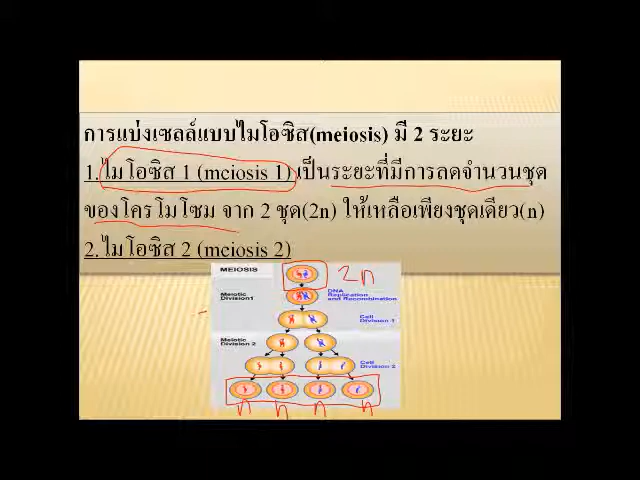 การแบ่งเซลล์แบบไมโอซิส(meiosis) มี 2 ระยะ
1.ไมโอซิส 1 (meiosis 1)เป็นระยะที่มีการลดจำนวนชุด
ของโครโมโซม จาก 2 ชุด(2n) ให้เหลือเพียงชุดเดียว(n)
2.ไมโอซิส 2 (meiosis 2)
MEIOSIS
2n
Meiotic
Division1
DNA
Replication
and Recombination
Cell
Division 1
Meiotic
Division 2
Cell
Division 2
n n n n